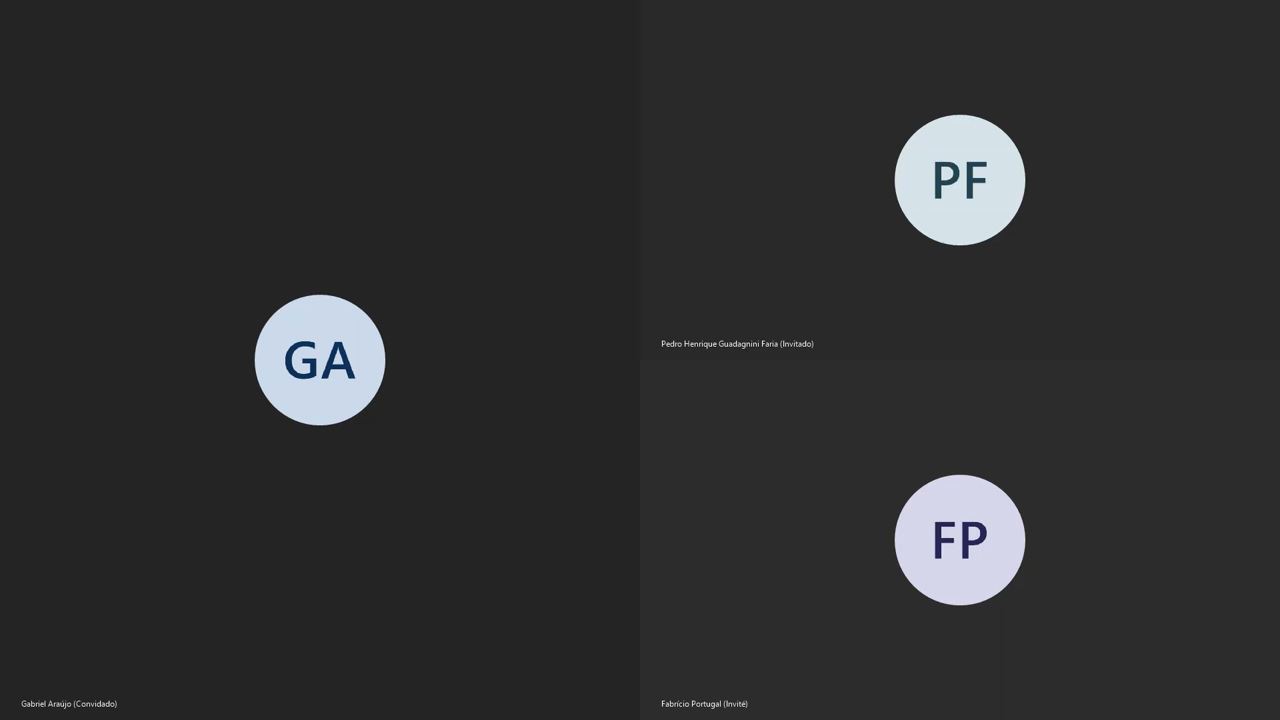 GA
Gabriel Araújo (Convidado)
PF
Pedro Henrique Guadagnini Faria (Invitado)
FP
Fabrício Portugal (Invité)